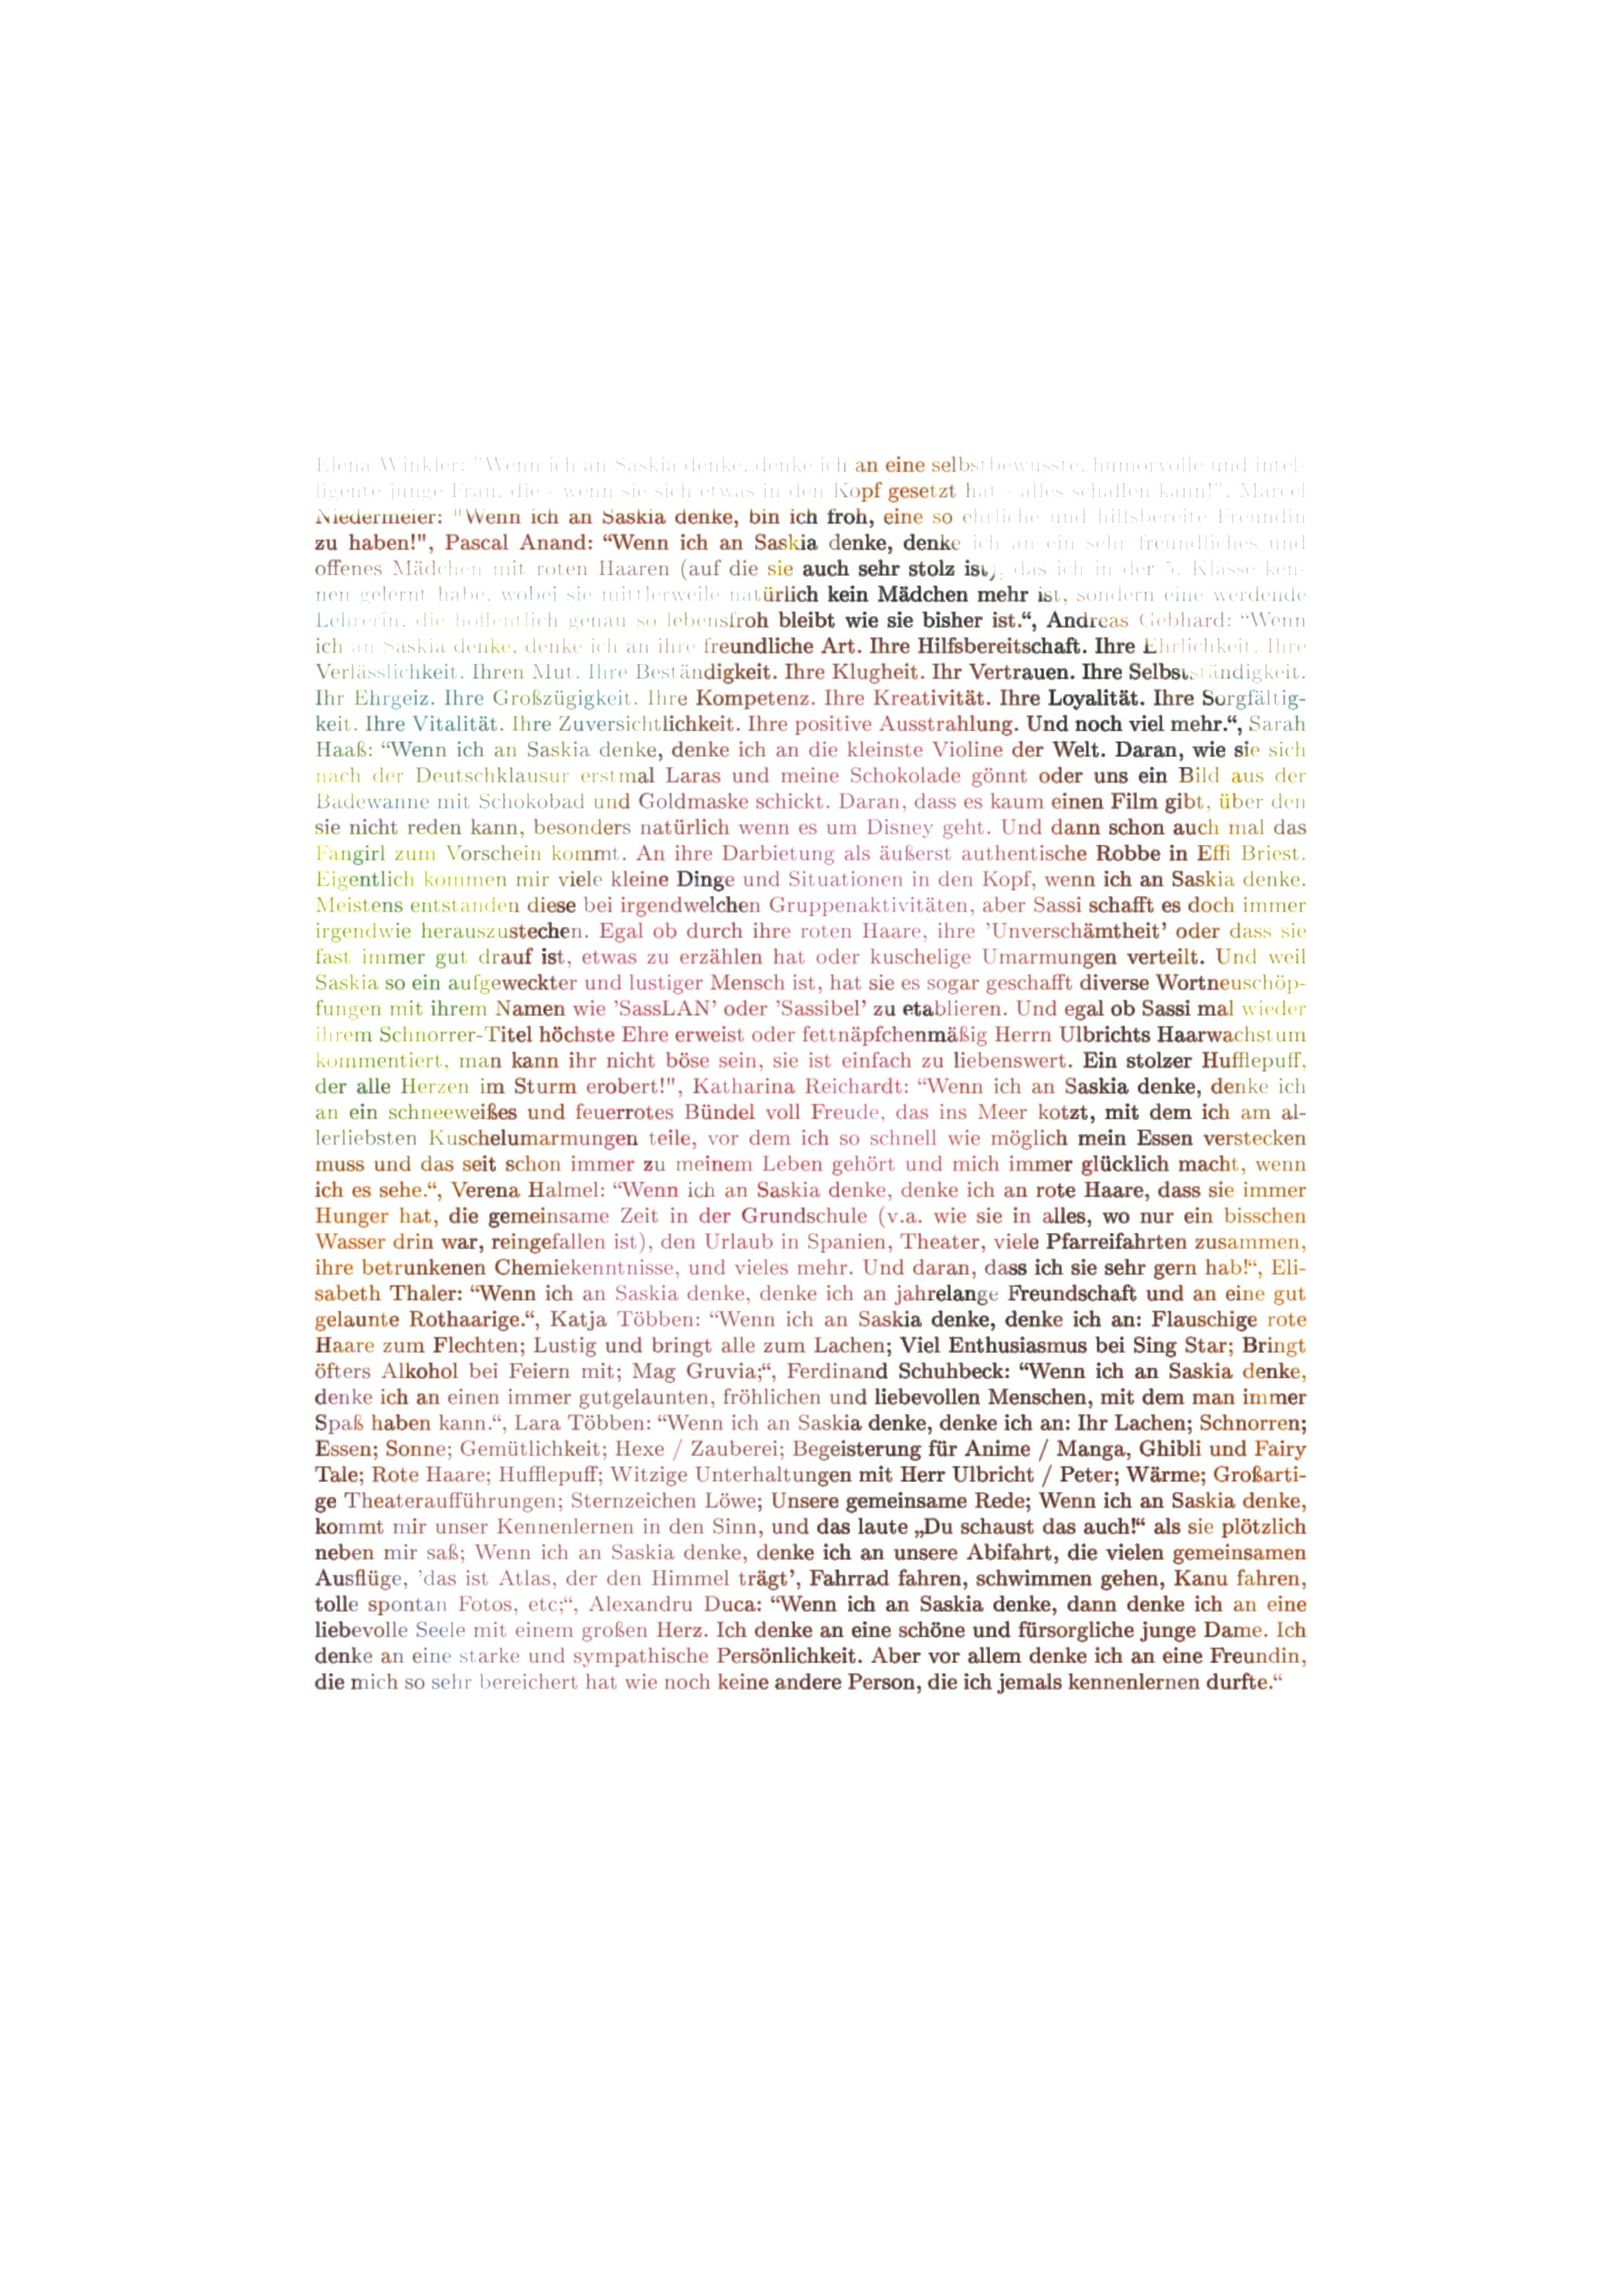 Elena Winkler: "Wenn ich an Saskia denke, denke ich an eine selbstbewusste, humorvolle und intel-
ligente junge Frau, die - wenn sie sich etwas in den Kopf gesetzt hat - alles schaffen kann!", Marcel
Niedermeier: "Wenn ich an Saskia denke, bin ich froh, eine so ehrliche und hilfsbereite Freundin
zu haben!", Pascal Anand: “Wenn ich an Saskia denke, denke ich an ein sehr freundliches und
offenes Mädchen mit roten Haaren (auf die sie auch sehr stolz ist), das ich in der 5. Klasse ken-
nen gelernt habe, wobei sie mittlerweile natürlich kein Mädchen mehr ist, sondern eine werdende
Lehrerin, die hoffentlich genau so lebensfroh bleibt wie sie bisher ist.“, Andreas Gebhard: “Wenn
ich an Saskia denke, denke ich an ihre freundliche Art. Ihre Hilfsbereitschaft. Ihre Ehrlichkeit. Ihre
Verlässlichkeit. Ihren Mut. Ihre Beständigkeit. Ihre Klugheit. Ihr Vertrauen. Ihre Selbstständigkeit.
Ihr Ehrgeiz. Ihre Großzügigkeit. Ihre Kompetenz. Ihre Kreativität. Ihre Loyalität. Ihre Sorgfältig-
keit. Ihre Vitalität. Ihre Zuversichtlichkeit. Ihre positive Ausstrahlung. Und noch viel mehr.“, Sarah
Haaß: “Wenn ich an Saskia denke, denke ich an die kleinste Violine der Welt. Daran, wie sie sich
nach der Deutschklausur erstmal Laras und meine Schokolade gönnt oder uns ein Bild aus der
Badewanne mit Schokobad und Goldmaske schickt. Daran, dass es kaum einen Film gibt, über den
sie nicht reden kann, besonders natürlich wenn es um Disney geht. Und dann schon auch mal das
Fangirl zum Vorschein kommt. An ihre Darbietung als äußerst authentische Robbe in Effi Briest.
Eigentlich kommen mir viele kleine Dinge und Situationen in den Kopf, wenn ich an Saskia denke.
Meistens entstanden diese bei irgendwelchen Gruppenaktivitäten, aber Sassi schafft es doch immer
irgendwie herauszustechen. Egal ob durch ihre roten Haare, ihre ’Unverschämtheit’ oder dass sie
fast immer gut drauf ist, etwas zu erzählen hat oder kuschelige Umarmungen verteilt. Und weil
Saskia so ein aufgeweckter und lustiger Mensch ist, hat sie es sogar geschafft diverse Wortneuschöp-
fungen mit ihrem Namen wie ’SassLAN’ oder ’Sassibel’ zu etablieren. Und egal ob Sassi mal wieder
ihrem Schnorrer-Titel höchste Ehre erweist oder fettnäpfchenmäßig Herrn Ulbrichts Haarwachstum
kommentiert, man kann ihr nicht böse sein, sie ist einfach zu liebenswert. Ein stolzer Hufflepuff,
der alle Herzen im Sturm erobert!", Katharina Reichardt: “Wenn ich an Saskia denke, denke ich
an ein schneeweißes und feuerrotes Bündel voll Freude, das ins Meer kotzt, mit dem ich am al-
lerliebsten Kuschelumarmungen teile, vor dem ich so schnell wie möglich mein Essen verstecken
muss und das seit schon immer zu meinem Leben gehört und mich immer glücklich macht, wenn
ich es sehe.“, Verena Halmel: “Wenn ich an Saskia denke, denke ich an rote Haare, dass sie immer
Hunger hat, die gemeinsame Zeit in der Grundschule (v.a. wie sie in alles, wo nur ein bisschen
Wasser drin war, reingefallen ist), den Urlaub in Spanien, Theater, viele Pfarreifahrten zusammen,
ihre betrunkenen Chemiekenntnisse, und vieles mehr. Und daran, dass ich sie sehr gern hab!“, Eli-
sabeth Thaler: “Wenn ich an Saskia denke, denke ich an jahrelange Freundschaft und an eine gut
gelaunte Rothaarige.“, Katja Többen: “Wenn ich an Saskia denke, denke ich an: Flauschige rote
Haare zum Flechten; Lustig und bringt alle zum Lachen; Viel Enthusiasmus bei Sing Star; Bringt
öfters Alkohol bei Feiern mit; Mag Gruvia;“, Ferdinand Schuhbeck: “Wenn ich an Saskia denke,
denke ich an einen immer gutgelaunten, fröhlichen und liebevollen Menschen, mit dem man immer
Spaß haben kann.“, Lara Többen: “Wenn ich an Saskia denke, denke ich an: Ihr Lachen; Schnorren;
Essen; Sonne; Gemütlichkeit; Hexe / Zauberei; Begeisterung für Anime / Manga, Ghibli und Fairy
Tale; Rote Haare; Hufflepuff; Witzige Unterhaltungen mit Herr Ulbricht / Peter; Wärme; Großarti-
ge Theateraufführungen; Sternzeichen Löwe; Unsere gemeinsame Rede; Wenn ich an Saskia denke,
kommt mir unser Kennenlernen in den Sinn, und das laute „Du schaust das auch!“ als sie plötzlich
neben mir saß; Wenn ich an Saskia denke, denke ich an unsere Abifahrt, die vielen gemeinsamen
Ausflüge, ’das ist Atlas, der den Himmel trägt’, Fahrrad fahren, schwimmen gehen, Kanu fahren,
tolle spontan Fotos, etc;“, Alexandru Duca: “Wenn ich an Saskia denke, dann denke ich an eine
liebevolle Seele mit einem großen Herz. Ich denke an eine schöne und fürsorgliche junge Dame. Ich
denke an eine starke und sympathische Persönlichkeit. Aber vor allem denke ich an eine Freundin,
die mich so sehr bereichert hat wie noch keine andere Person, die ich jemals kennenlernen durfte.“